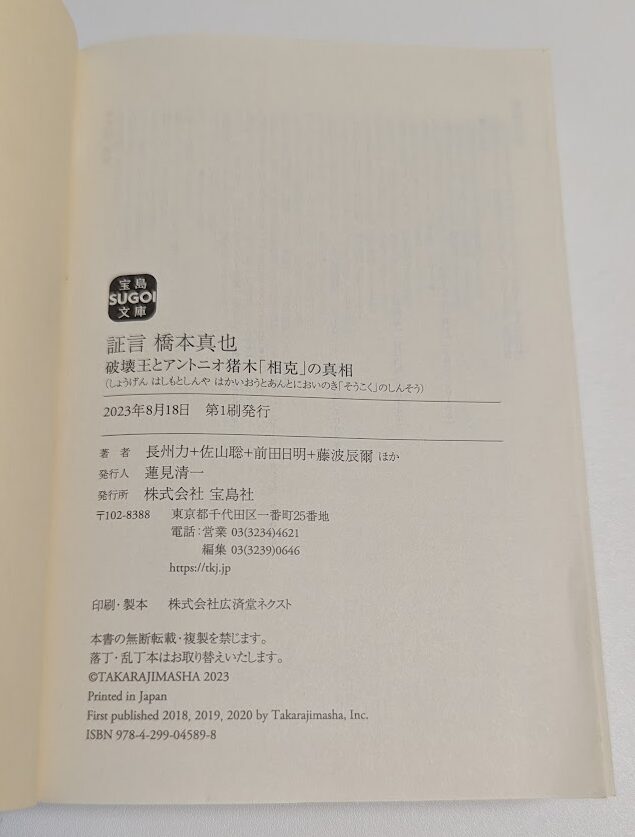 宝島
SUGOI
文庫
証言 橋本真也
破壊王とアントニオ猪木「相克」の真相
(しょうげん はしもとしんや はかいおうとあんとにおいのき「そうこく」のしんそう)
2023年8月18日 第1刷発行
著 者 長州力+佐山聡+前田日明+藤波辰爾 ほか
発行人 蓮見清一
発行所 株式会社 宝島社
〒102-8388 東京都千代田区一番町25番地
電話:営業 03(3234)4621
編集 03(3239)0646
https://tkj.jp
印刷・製本 株式会社広済堂ネクスト
本書の無断転載・複製を禁じます。
落丁・乱丁本はお取り替えいたします。
©TAKARAJIMASHA 2023
Printed in Japan
First published 2018, 2019, 2020 by Takarajimasha, Inc.
ISBN 978-4-299-04589-8